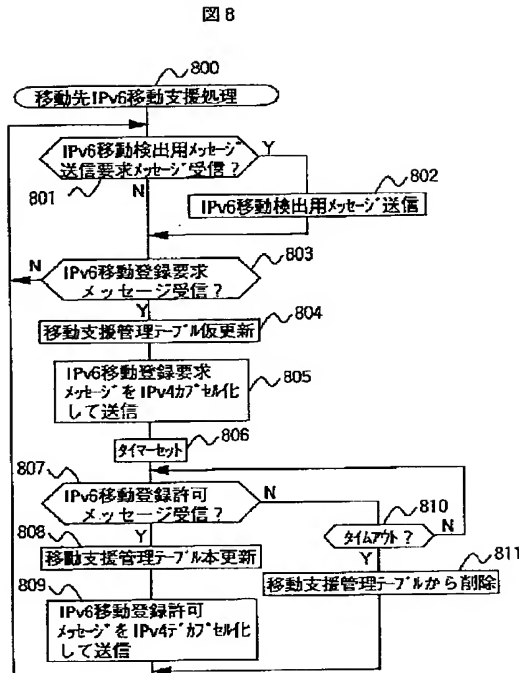 図8
800
移動先IPv6移動支援処理
IPv6移動検出用メッセージ
送信要求メッセージ受信？
Y
801
N
802
IPv6移動検出用メッセージ送信
N
803
IPv6移動登録要求
メッセージ受信？
Y
804
移動支援管理テーブル仮更新
IPv6移動登録要求
メッセージをIPv4カプセル化
して送信
805
806
タイマーセット
807
IPv6移動登録許可
メッセージ受信？
N
810
タイムアウト？
N
808
Y
移動支援管理テーブル本更新
Y
811
移動支援管理テーブルから削除
809
IPv6移動登録許可
メッセージをIPv4デカプセル化
して送信